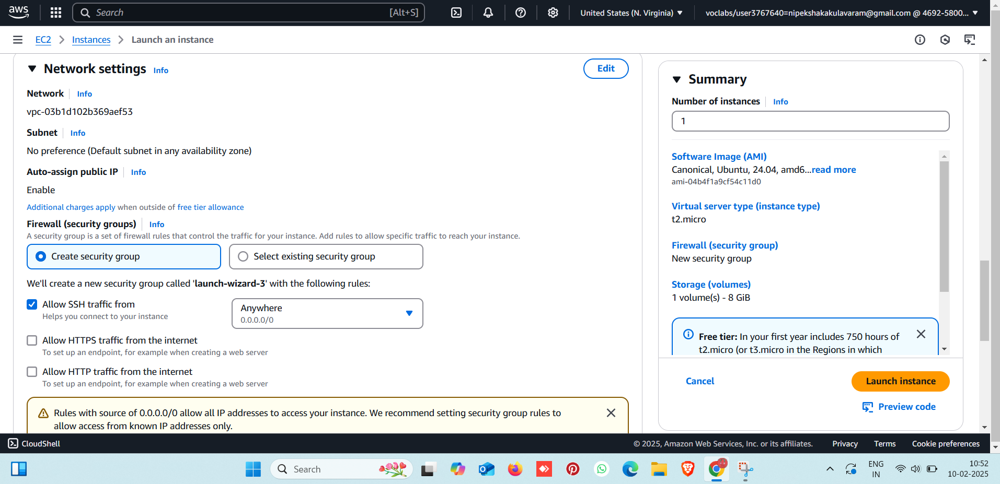 aws
Search [Alt+S]
United States (N. Virginia)
voclabs/user3767640=nipekshakakulavaram@gmail.com @ 4692-5800...
EC2
Instances
Launch an instance
Network settings Info
Edit
Network Info
vpc-03b1d102b369aef53
Subnet Info
No preference (Default subnet in any availability zone)
Auto-assign public IP Info
Enable
Additional charges apply when outside of free tier allowance
Firewall (security groups) Info
A security group is a set of firewall rules that control the traffic for your instance. Add rules to allow specific traffic to reach your instance.
Create security group
Select existing security group
We'll create a new security group called 'launch-wizard-3' with the following rules:
Allow SSH traffic from
Helps you connect to your instance
Anywhere
0.0.0.0/0
Allow HTTPS traffic from the internet
To set up an endpoint, for example when creating a web server
Allow HTTP traffic from the internet
To set up an endpoint, for example when creating a web server
Rules with source of 0.0.0.0/0 allow all IP addresses to access your instance. We recommend setting security group rules to
allow access from known IP addresses only.
Summary
Number of instances Info
1
Software Image (AMI)
Canonical, Ubuntu, 24.04, amd6...read more
ami-04b4f1a9cf54c11d0
Virtual server type (instance type)
t2.micro
Firewall (security group)
New security group
Storage (volumes)
1 volume(s) - 8 GiB
Free tier: In your first year includes 750 hours of
t2.micro (or t3.micro in the Regions in which
Cancel
Launch instance
Preview code
CloudShell
© 2025, Amazon Web Services, Inc. or its affiliates.
Privacy
Terms
Cookie preferences
Search
ENG
IN
10:52
10-02-2025